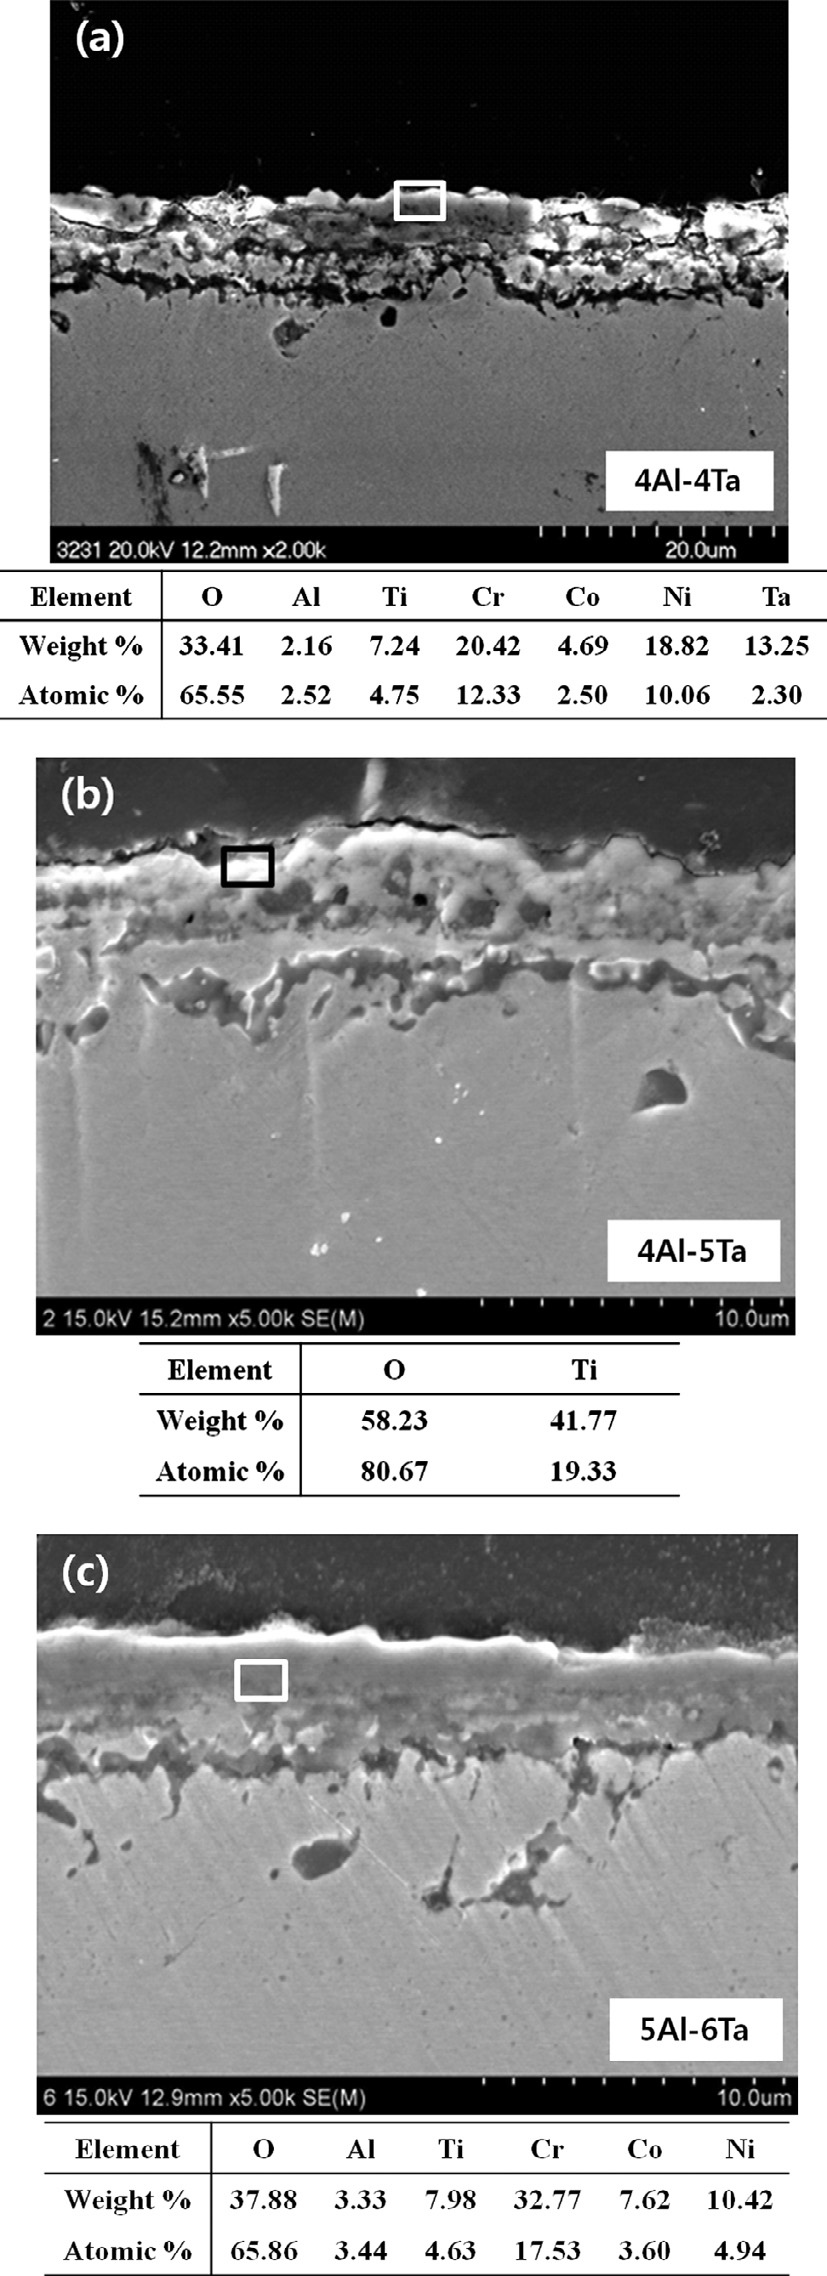 (a)
4Al-4Ta
3231 20.0kV 12.2mm x2.00k 20.0um
Element O Al Ti Cr Co Ni Ta
Weight % 33.41 2.16 7.24 20.42 4.69 18.82 13.25
Atomic % 65.55 2.52 4.75 12.33 2.50 10.06 2.30
(b)
4Al-5Ta
2 15.0kV 15.2mm x5.00k SE(M) 10.0um
Element O Ti
Weight % 58.23 41.77
Atomic % 80.67 19.33
(c)
5Al-6Ta
6 15.0kV 12.9mm x5.00k SE(M) 10.0um
Element O Al Ti Cr Co Ni
Weight % 37.88 3.33 7.98 32.77 7.62 10.42
Atomic % 65.86 3.44 4.63 17.53 3.60 4.94